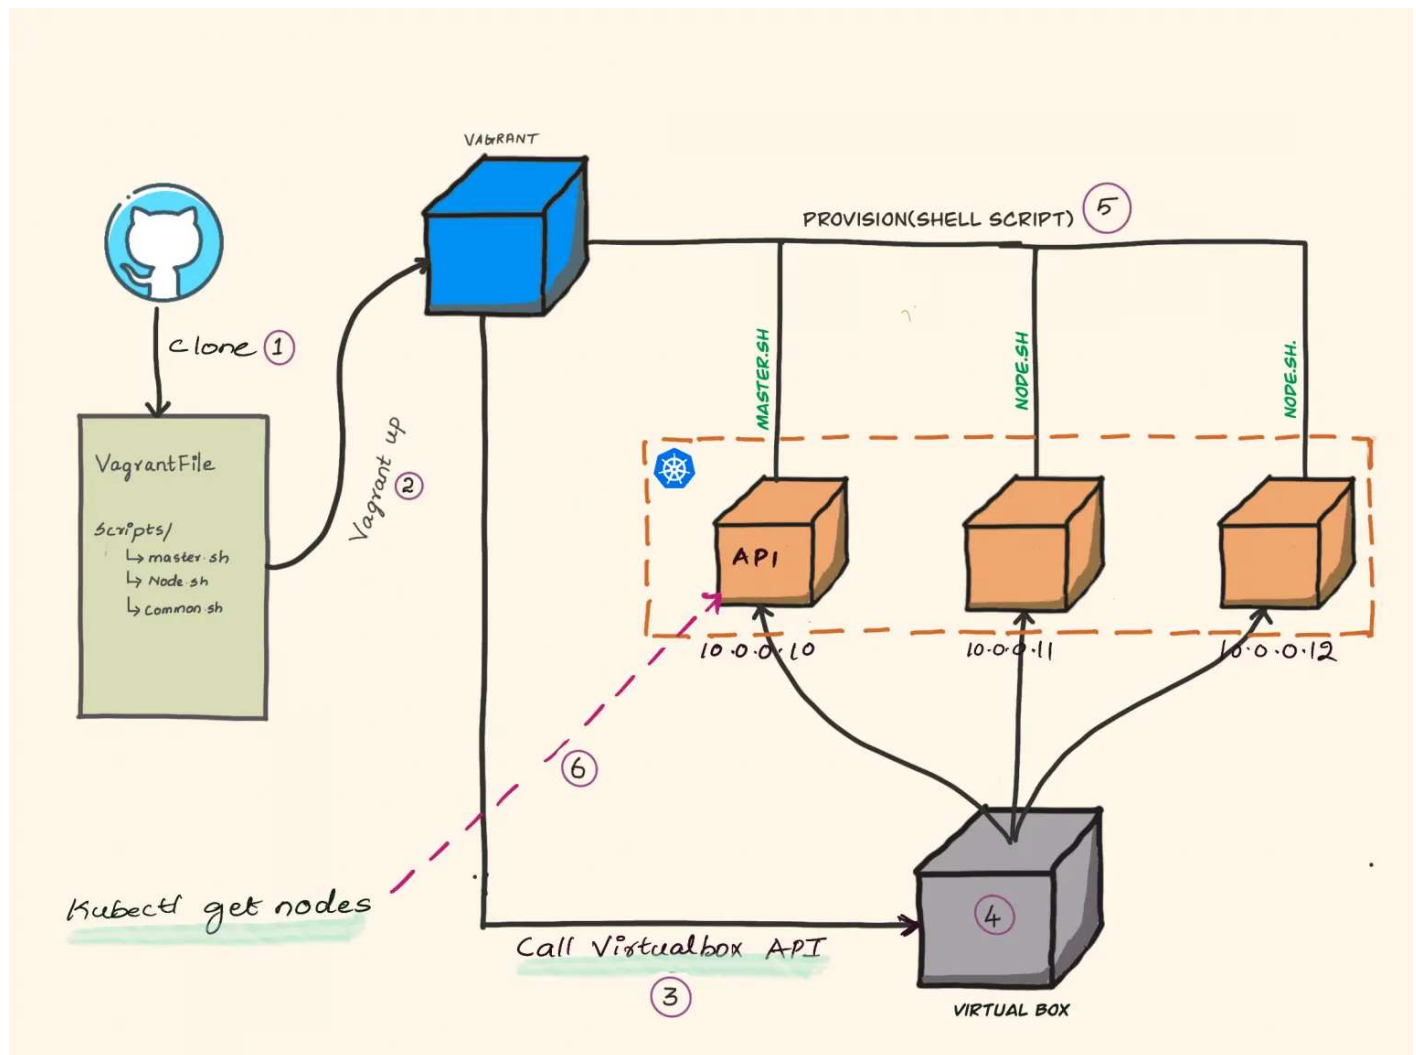 VAGRANT
PROVISION(SHELL SCRIPT) 5
clone 1
MASTER.SH
NODE.SH
NODE.SH.
Vagrant up 2
VagrantFile
Scripts/
master.sh
Node.sh
Common.sh
API
10.0.0.10
10.0.0.11
10.0.0.12
6
Kubectl get nodes
4
Call Virtualbox API
3
VIRTUAL BOX